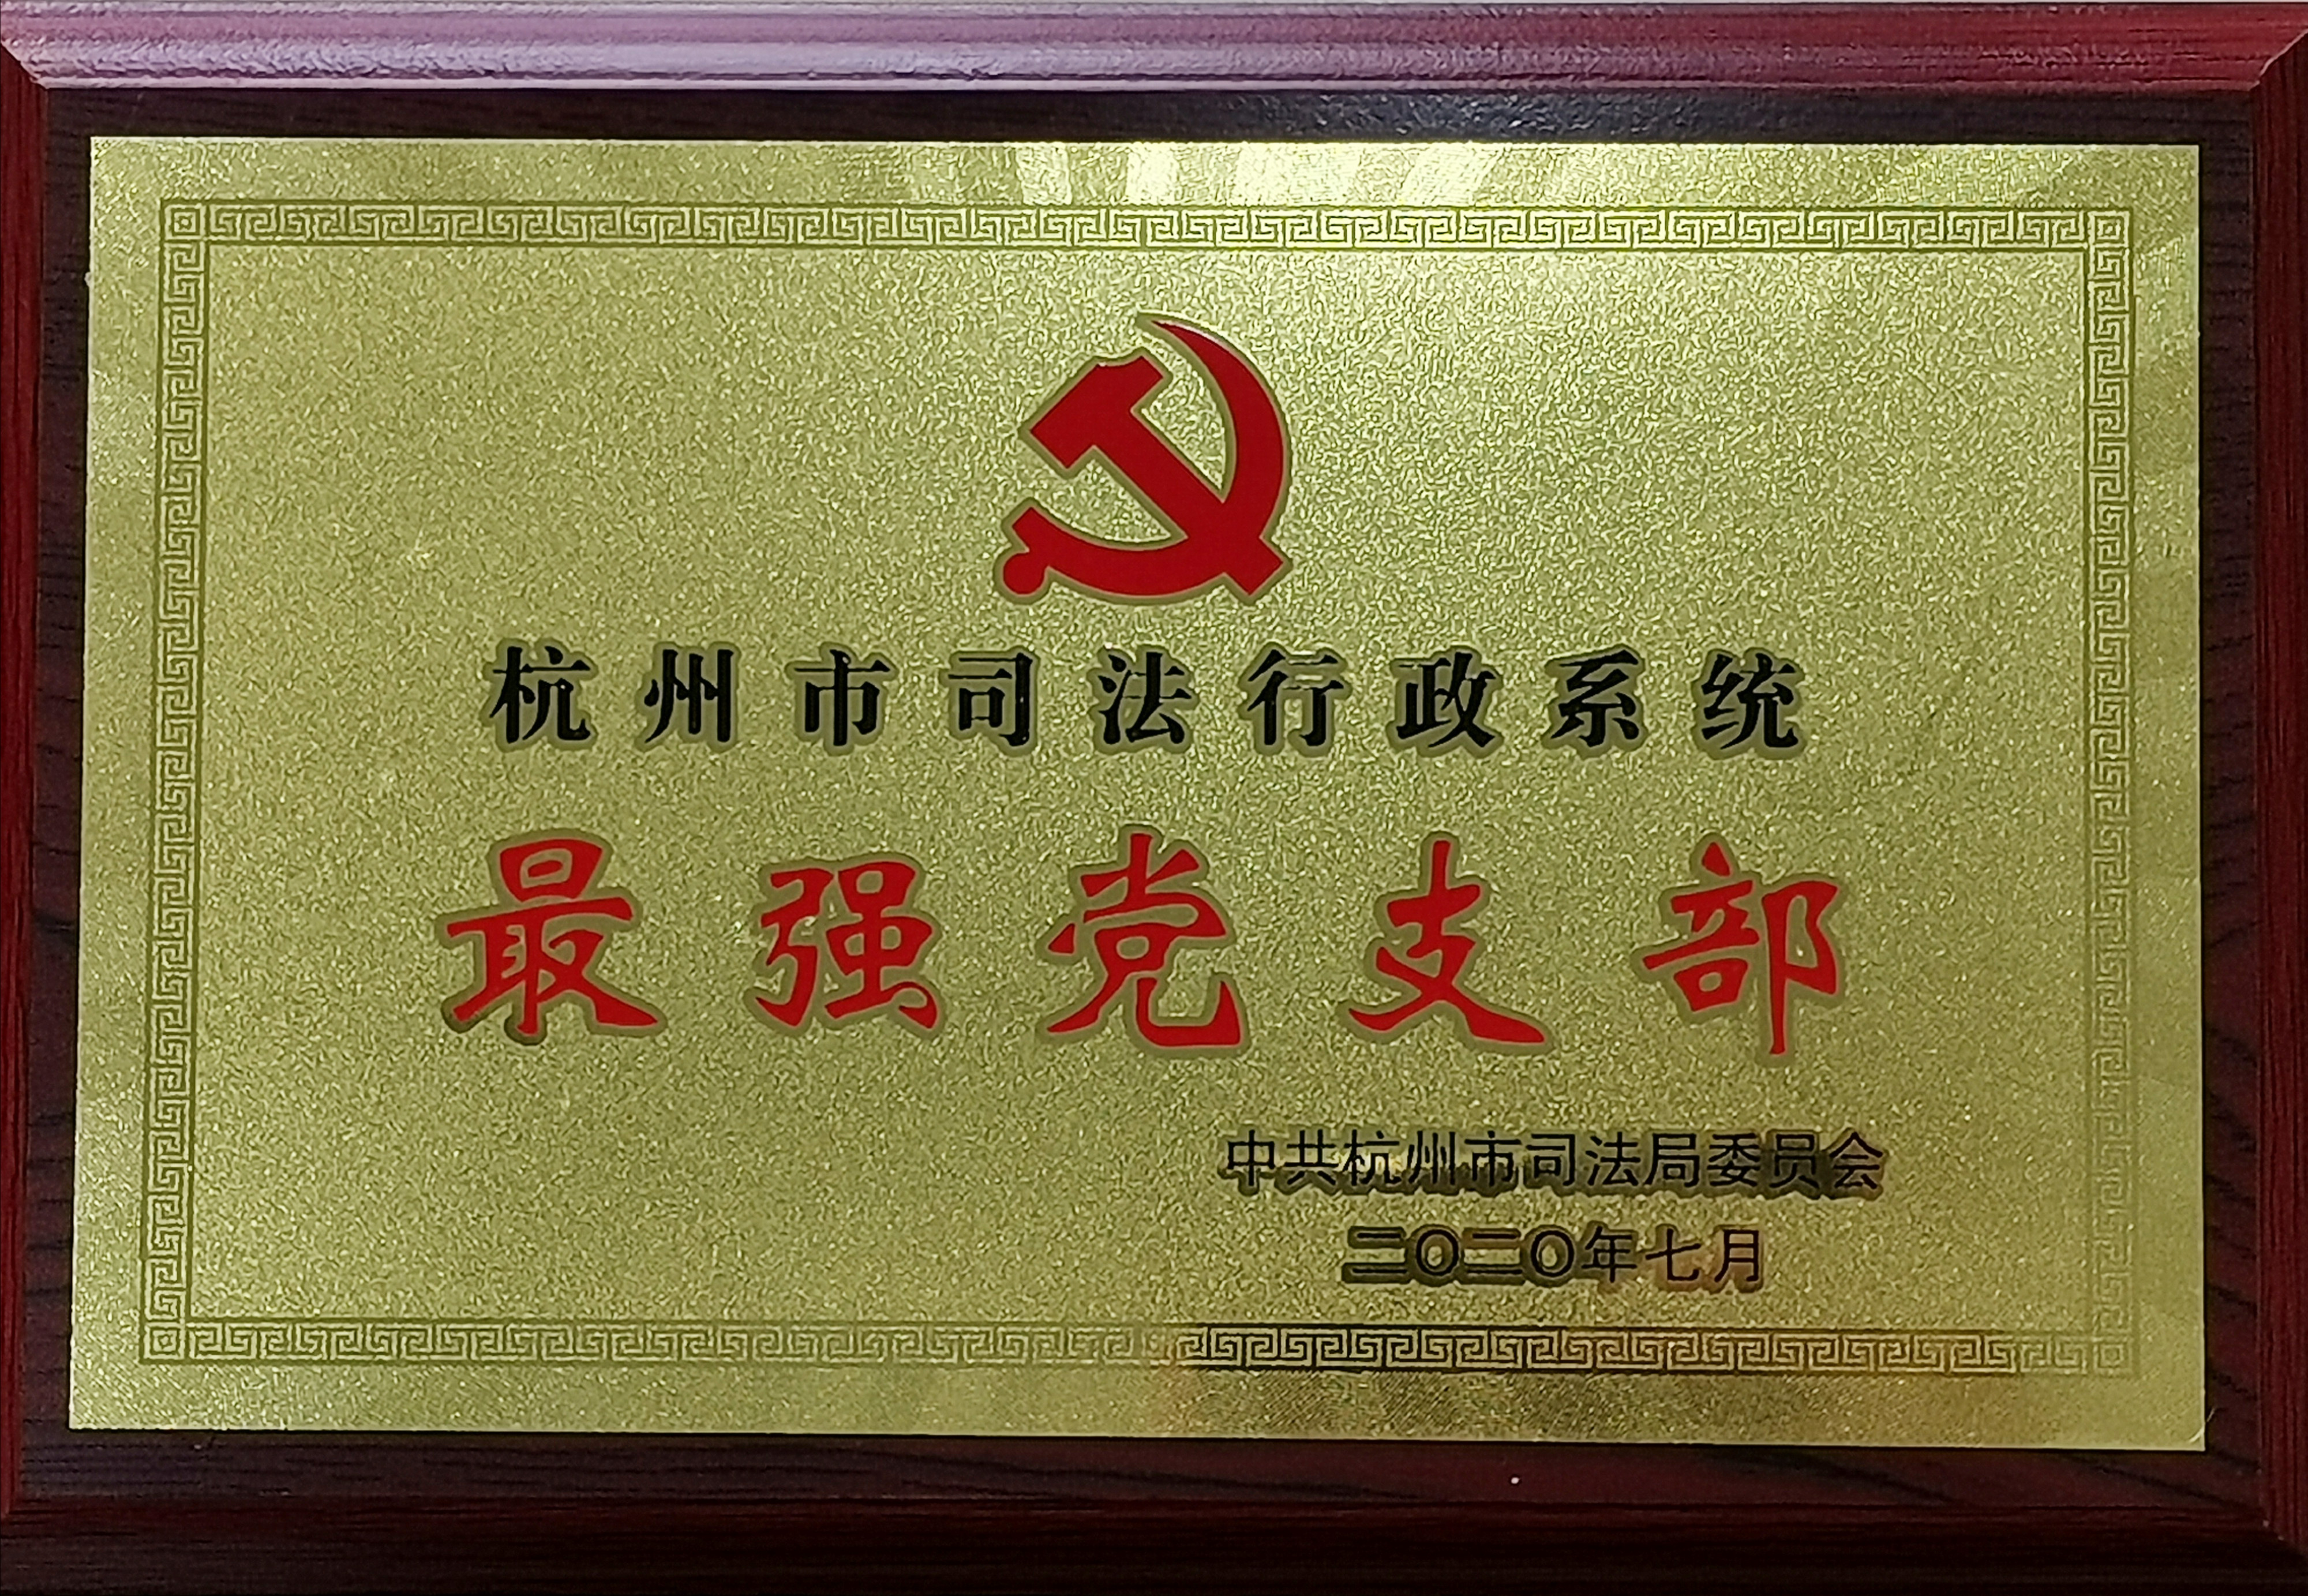 杭州市司法行政系统
最强党支部
中共杭州市司法局委员会
二〇二〇年七月